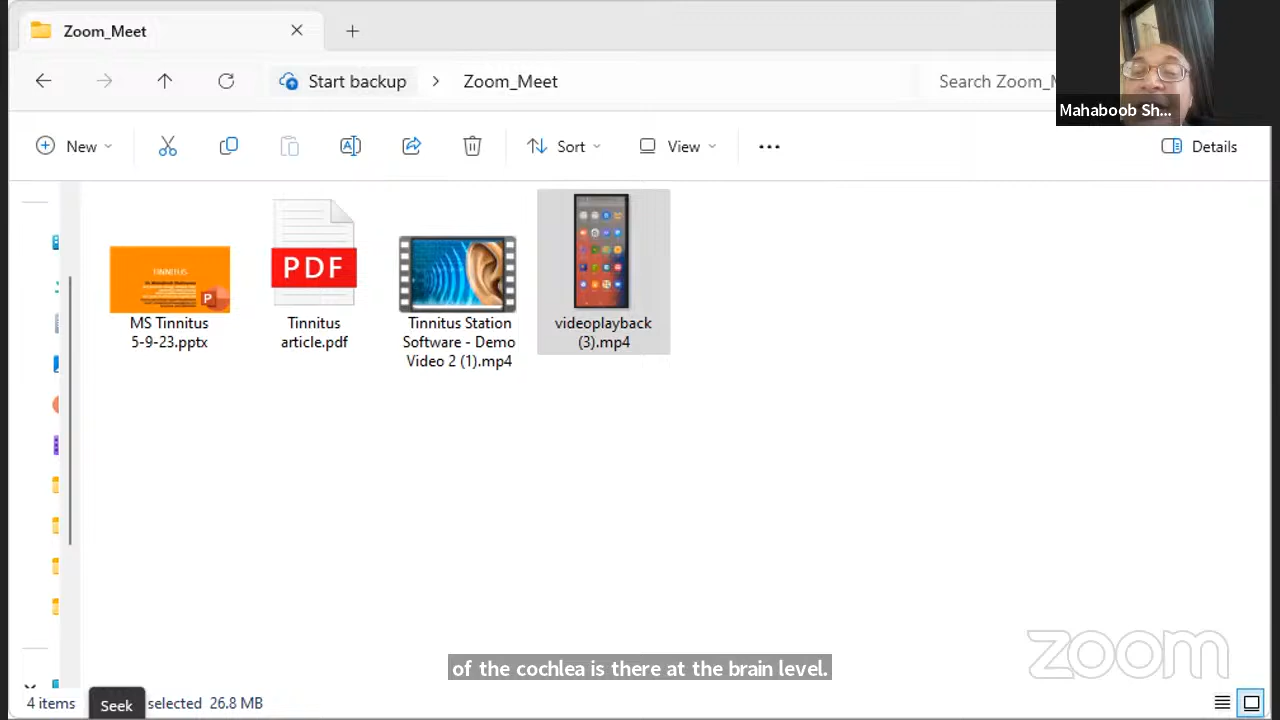 Zoom_Meet
Start backup
Zoom_Meet
Search Zoom_M
Mahaboob Sh...
New
Sort
View
Details
TINNITUS
PDF
P
MS Tinnitus
5-9-23.pptx
Tinnitus
article.pdf
Tinnitus Station
Software - Demo
Video 2 (1).mp4
videoplayback
(3).mp4
of the cochlea is there at the brain level.
zoom
4 items
Seek
selected 26.8 MB